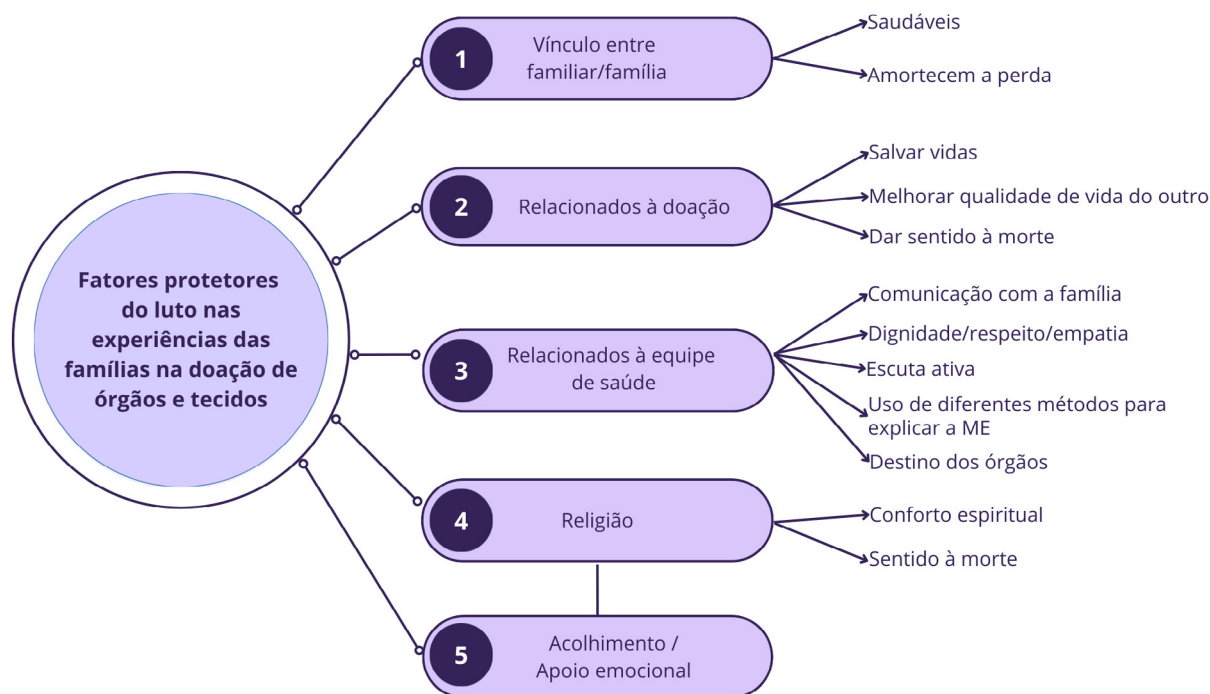 Fatores protetores
do luto nas
experiências das
famílias na doação de
órgãos e tecidos
1
Vínculo entre
familiar/família
Saudáveis
Amortecem a perda
2
Relacionados à doação
Salvar vidas
Melhorar qualidade de vida do outro
Dar sentido à morte
3
Relacionados à equipe
de saúde
Comunicação com a família
Dignidade/respeito/empatia
Escuta ativa
Uso de diferentes métodos para
explicar a ME
Destino dos órgãos
4
Religião
Conforto espiritual
Sentido à morte
5
Acolhimento /
Apoio emocional